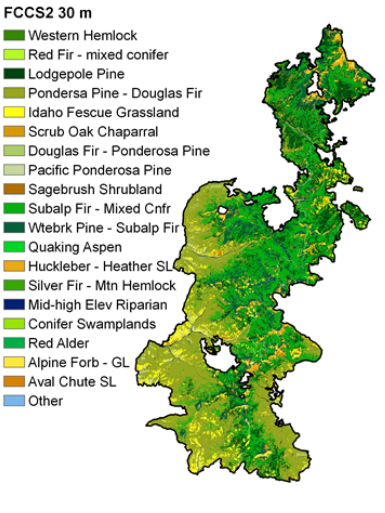 FCCS2 30 m
Western Hemlock
Red Fir - mixed conifer
Lodgepole Pine
Pondersa Pine - Douglas Fir
Idaho Fescue Grassland
Scrub Oak Chaparral
Douglas Fir - Ponderosa Pine
Pacific Ponderosa Pine
Sagebrush Shrubland
Subalp Fir - Mixed Cnfr
Wtebrk Pine - Subalp Fir
Quaking Aspen
Huckleber - Heather SL
Silver Fir - Mtn Hemlock
Mid-high Elev Riparian
Conifer Swamplands
Red Alder
Alpine Forb - GL
Aval Chute SL
Other